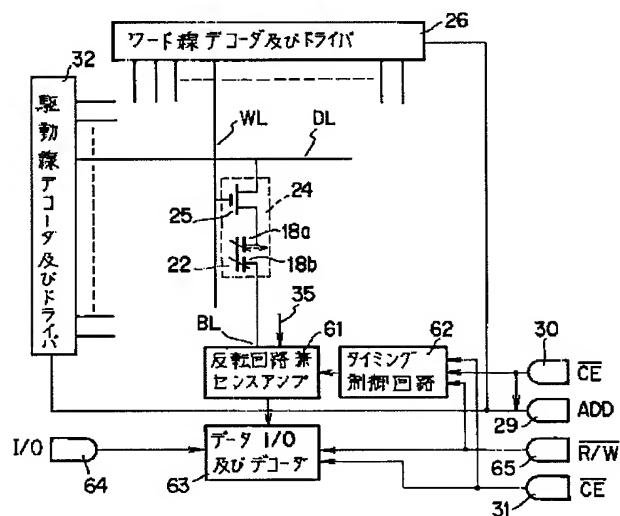 ワード線デコーダ及びドライバ
26
32
駆動線デコーダ及びドライバ
WL
DL
24
25
18a
22
18b
35
BL
61
62
30
反転回路兼
センスアンプ
タイミング
制御回路
CE
ADD
29
I/O
データ I/O
及びデコーダ
R/W
64
63
65
CE
31